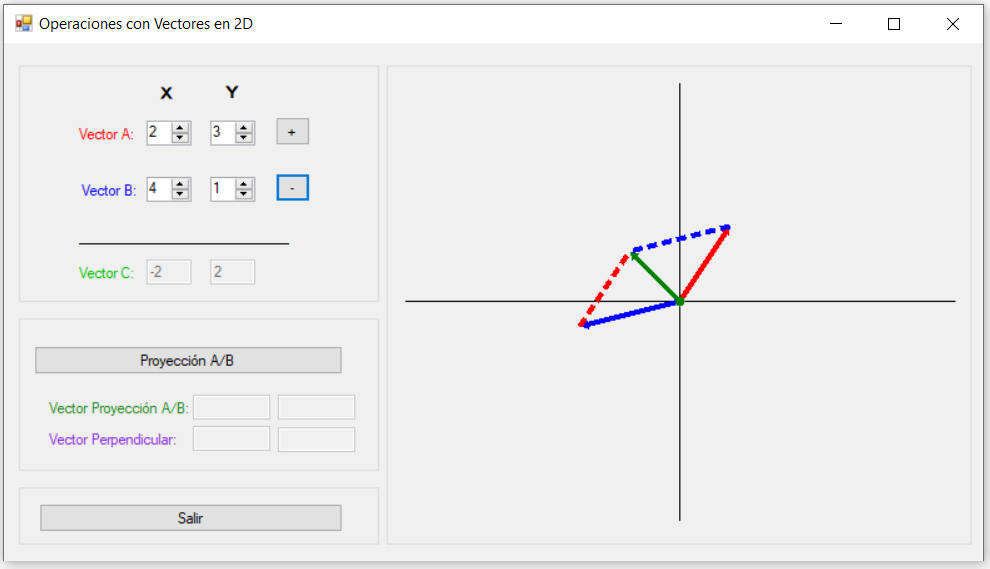 Operaciones con Vectores en 2D
X Y
Vector A: 2 3 +
Vector B: 4 1 -
Vector C: -2 2
Proyección A/B
Vector Proyección A/B:
Vector Perpendicular:
Salir